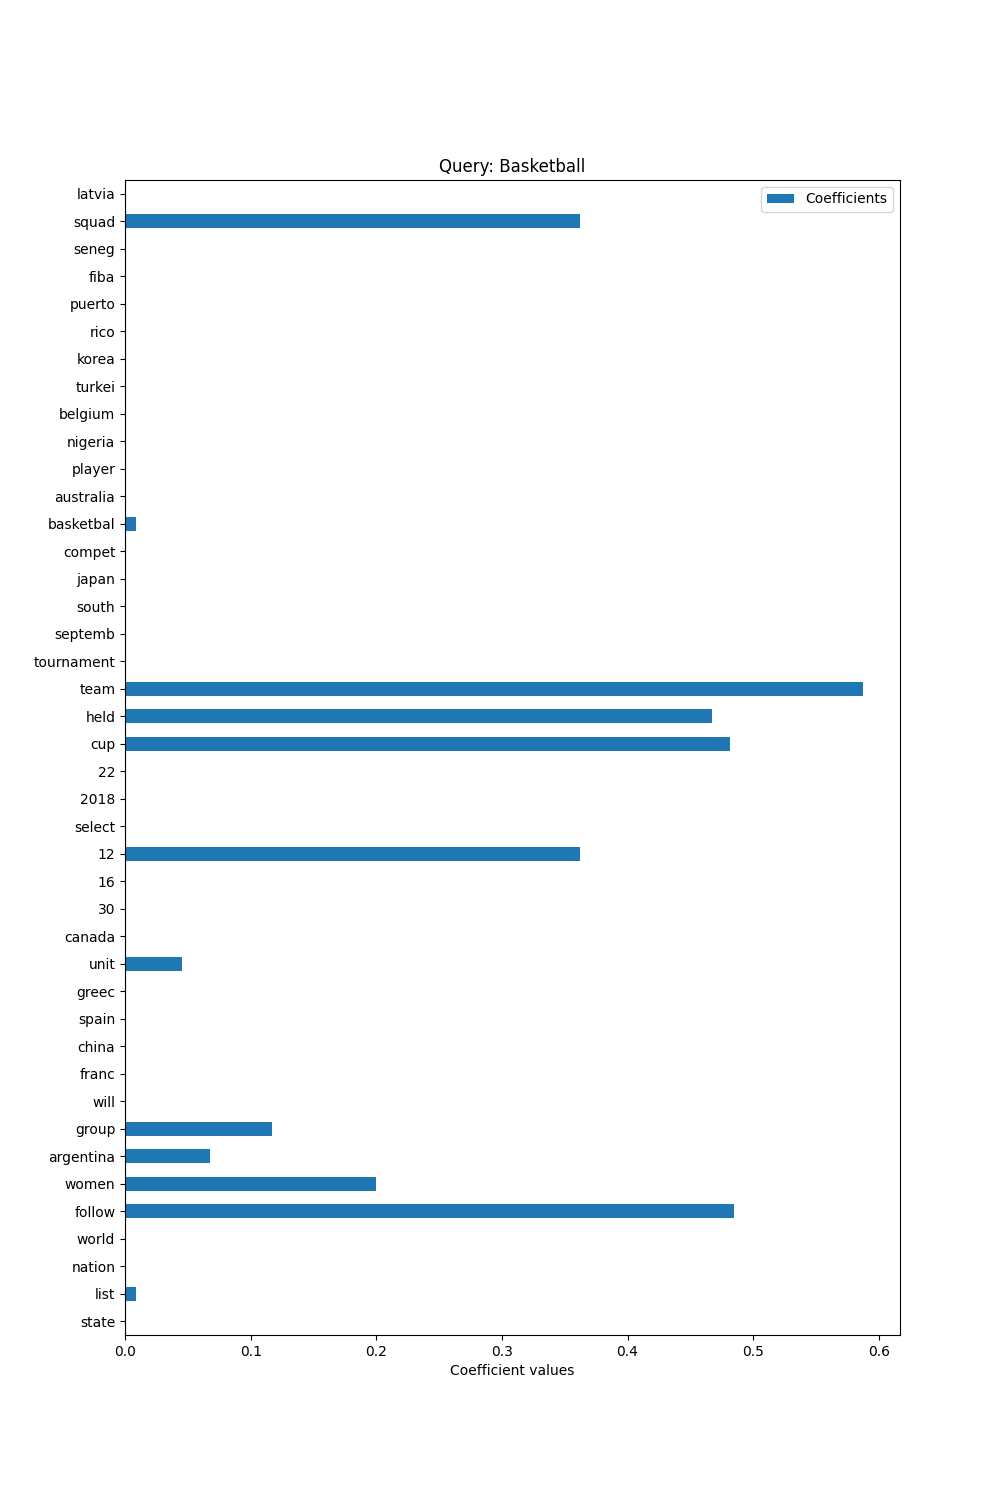 Query: Basketball
Coefficients
latvia
squad
seneg
fiba
puerto
rico
korea
turkei
belgium
nigeria
player
australia
basketbal
compet
japan
south
septemb
tournament
team
held
cup
22
2018
select
12
16
30
canada
unit
greec
spain
china
franc
will
group
argentina
women
follow
world
nation
list
state
0.0 0.1 0.2 0.3 0.4 0.5 0.6
Coefficient values